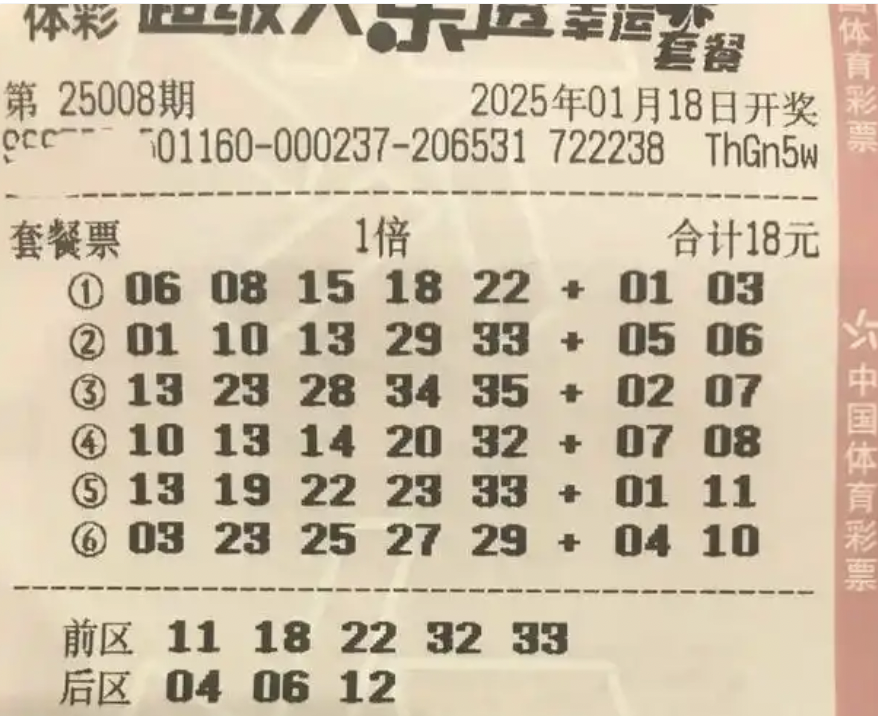 体彩 超级大乐透幸运彩
套餐
第 25008期 2025年01月18日开奖
01160-000237-206531 722238 ThGn5w
套餐票 1倍 合计18元
① 06 08 15 18 22 + 01 03
② 01 10 13 29 33 + 05 06
③ 13 23 28 34 35 + 02 07
④ 10 13 14 20 32 + 07 08
⑤ 13 19 22 23 33 + 01 11
⑥ 03 23 25 27 29 + 04 10
前区 11 18 22 32 33
后区 04 06 12
国体育彩票
中国体育彩票